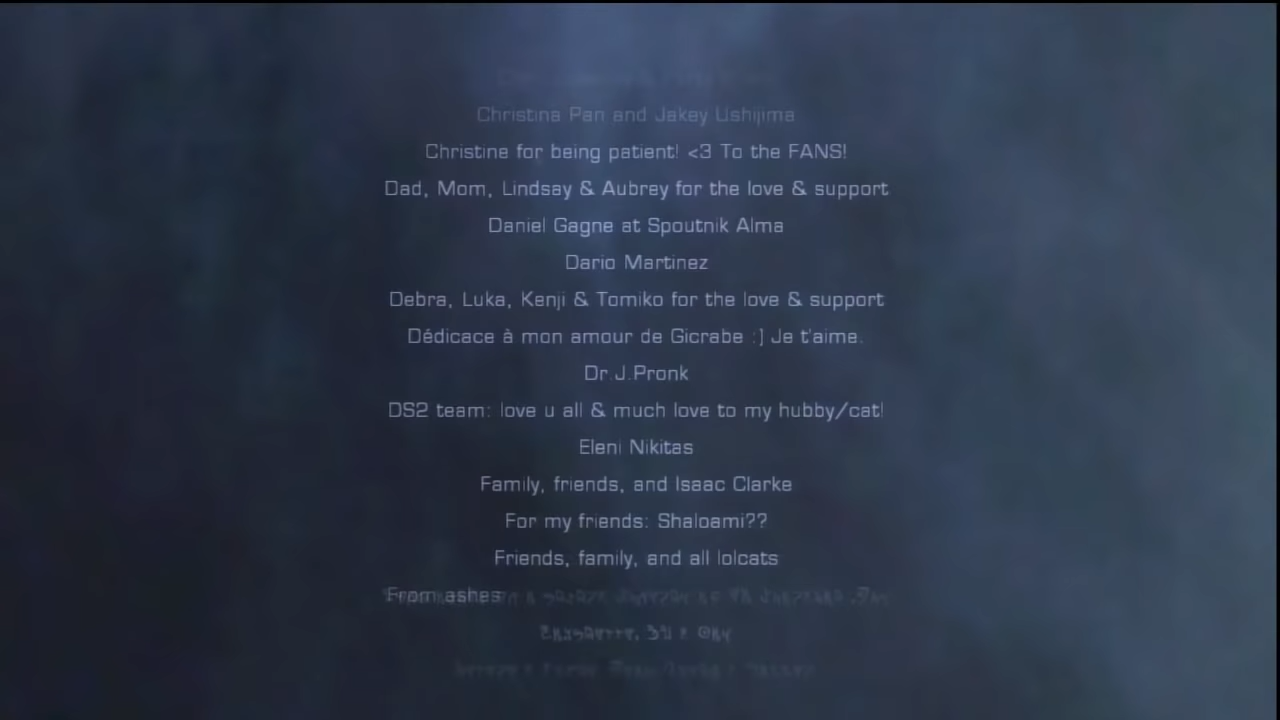 Christina Pan and Jakey Ushijima
Christine for being patient! <3 To the FANS!
Dad, Mom, Lindsay & Aubrey for the love & support
Daniel Gagne at Spoutnik Alma
Dario Martinez
Debra, Luka, Kenji & Tomiko for the love & support
Dédicace à mon amour de Gicrabe :] Je t'aime.
Dr.J.Pronk
DS2 team: love u all & much love to my hubby/cat!
Eleni Nikitas
Family, friends, and Isaac Clarke
For my friends: Shaloami??
Friends, family, and all lolcats
From ashes